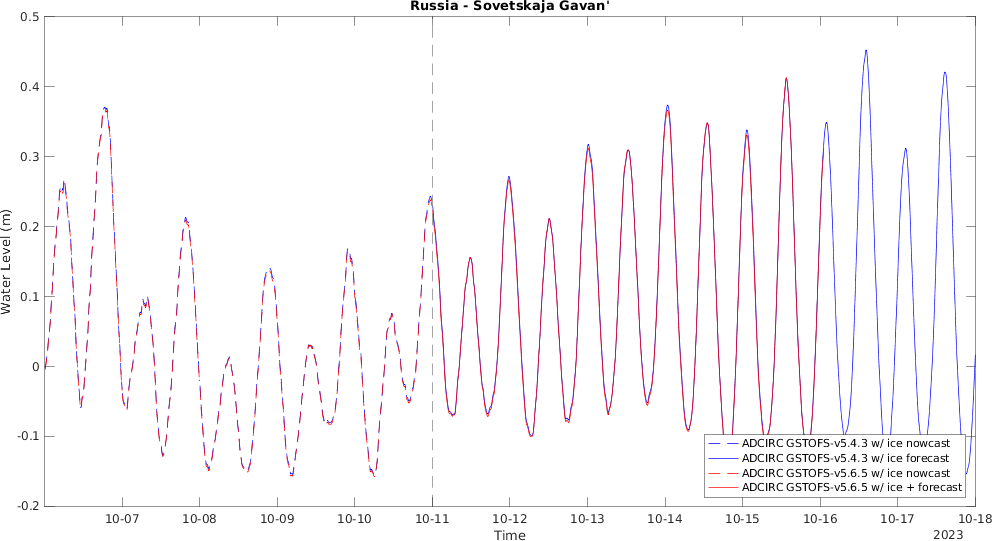 Russia - Sovetskaja Gavan'
Water Level (m)
0.5
0.4
0.3
0.2
0.1
0
-0.1
-0.2
ADCIRC GSTOFS-v5.4.3 w/ ice nowcast
ADCIRC GSTOFS-v5.4.3 w/ ice forecast
ADCIRC GSTOFS-v5.6.5 w/ ice nowcast
ADCIRC GSTOFS-v5.6.5 w/ ice + forecast
10-07 10-08 10-09 10-10 10-11 10-12 10-13 10-14 10-15 10-16 10-17 10-18
Time
2023